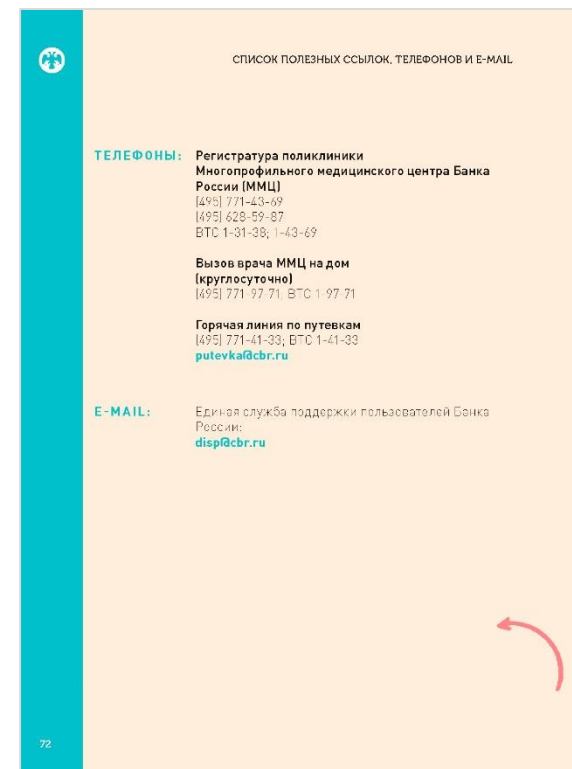 СПИСОК ПОЛЕЗНЫХ ССЫЛОК, ТЕЛЕФОНОВ И E-MAIL
ТЕЛЕФОНЫ:
Регистратура поликлиники
Многопрофильного медицинского центра Банка
России (ММЦ)
(495) 771-43-69
(495) 628-59-87
ВТС 1-31-38; 1-43-69
Вызов врача ММЦ на дом
(круглосуточно)
(495) 771-97-71, ВТС 1-97-71
Горячая линия по путевкам
(495) 771-41-33; ВТС 1-41-33
putevka@cbr.ru
E-MAIL:
Единая служба поддержки пользователей Банка
России:
disp@cbr.ru
72